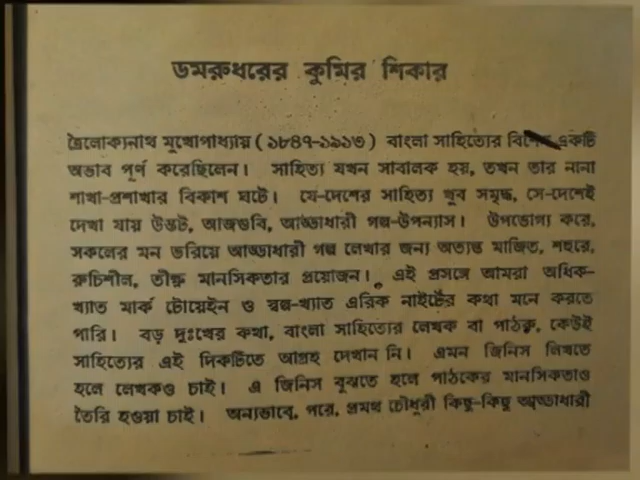 ডমরুধরের কুমির শিকার
ত্রৈলোক্যনাথ মুখোপাধ্যায় (১৮৪৭-১৯১৩) বাংলা সাহিত্যের বিশেষ একটি
অভাব পূর্ণ করেছিলেন। সাহিত্য যখন সাবালক হয়, তখন তার নানা
শাখা-প্রশাখার বিকাশ ঘটে। যে-দেশের সাহিত্য খুব সমৃদ্ধ, সে-দেশেই
দেখা যায় উদ্ভট, আজগুবি, আড্ডাধারী গল্প-উপন্যাস। উপভোগ্য করে,
সকলের মন ভরিয়ে আড্ডাধারী গল্প লেখার জন্য অত্যন্ত মার্জিত, শহুরে,
রুচিশীল, তীক্ষ্ণ মানসিকতার প্রয়োজন। এই প্রসঙ্গে আমরা অধিক-
খ্যাত মার্ক টোয়েইন ও স্বল্প-খ্যাত এরিক নাইটের কথা মনে করতে
পারি। বড় দুঃখের কথা, বাংলা সাহিত্যের লেখক বা পাঠক, কেউই
সাহিত্যের এই দিকটিতে আগ্রহ দেখান নি। এমন জিনিস লিখতে
হলে লেখকও চাই। এ জিনিস বুঝতে হলে পাঠকের মানসিকতাও
তৈরি হওয়া চাই। অন্যভাবে, পরে, প্রমথ চৌধুরী কিছু-কিছু আড্ডাধারী